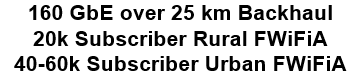 160 GbE over 25 km Backhaul
20k Subscriber Rural FWiFiA
40-60k Subscriber Urban FWiFiA